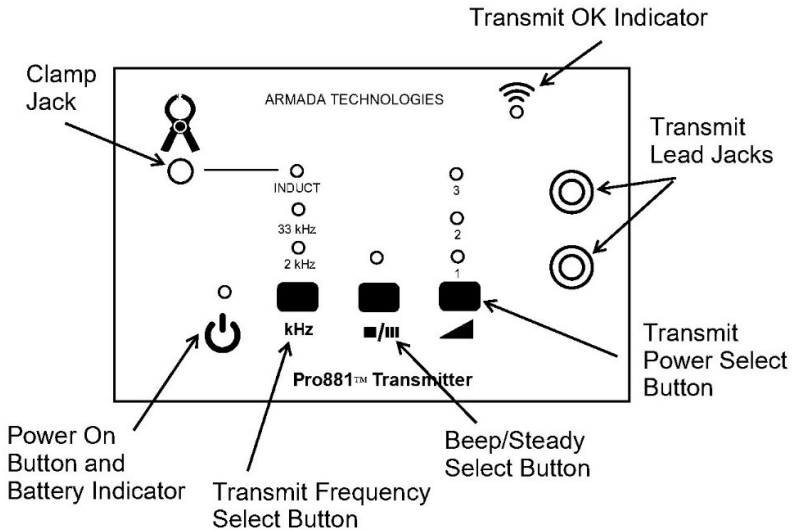 Transmit OK Indicator
Clamp
Jack
ARMADA TECHNOLOGIES
Transmit
Lead Jacks
INDUCT
3
33 kHz
2
2 kHz
1
kHz
Transmit
Power Select
Button
Pro881™ Transmitter
Power On
Button and
Battery Indicator
Transmit Frequency
Select Button
Beep/Steady
Select Button